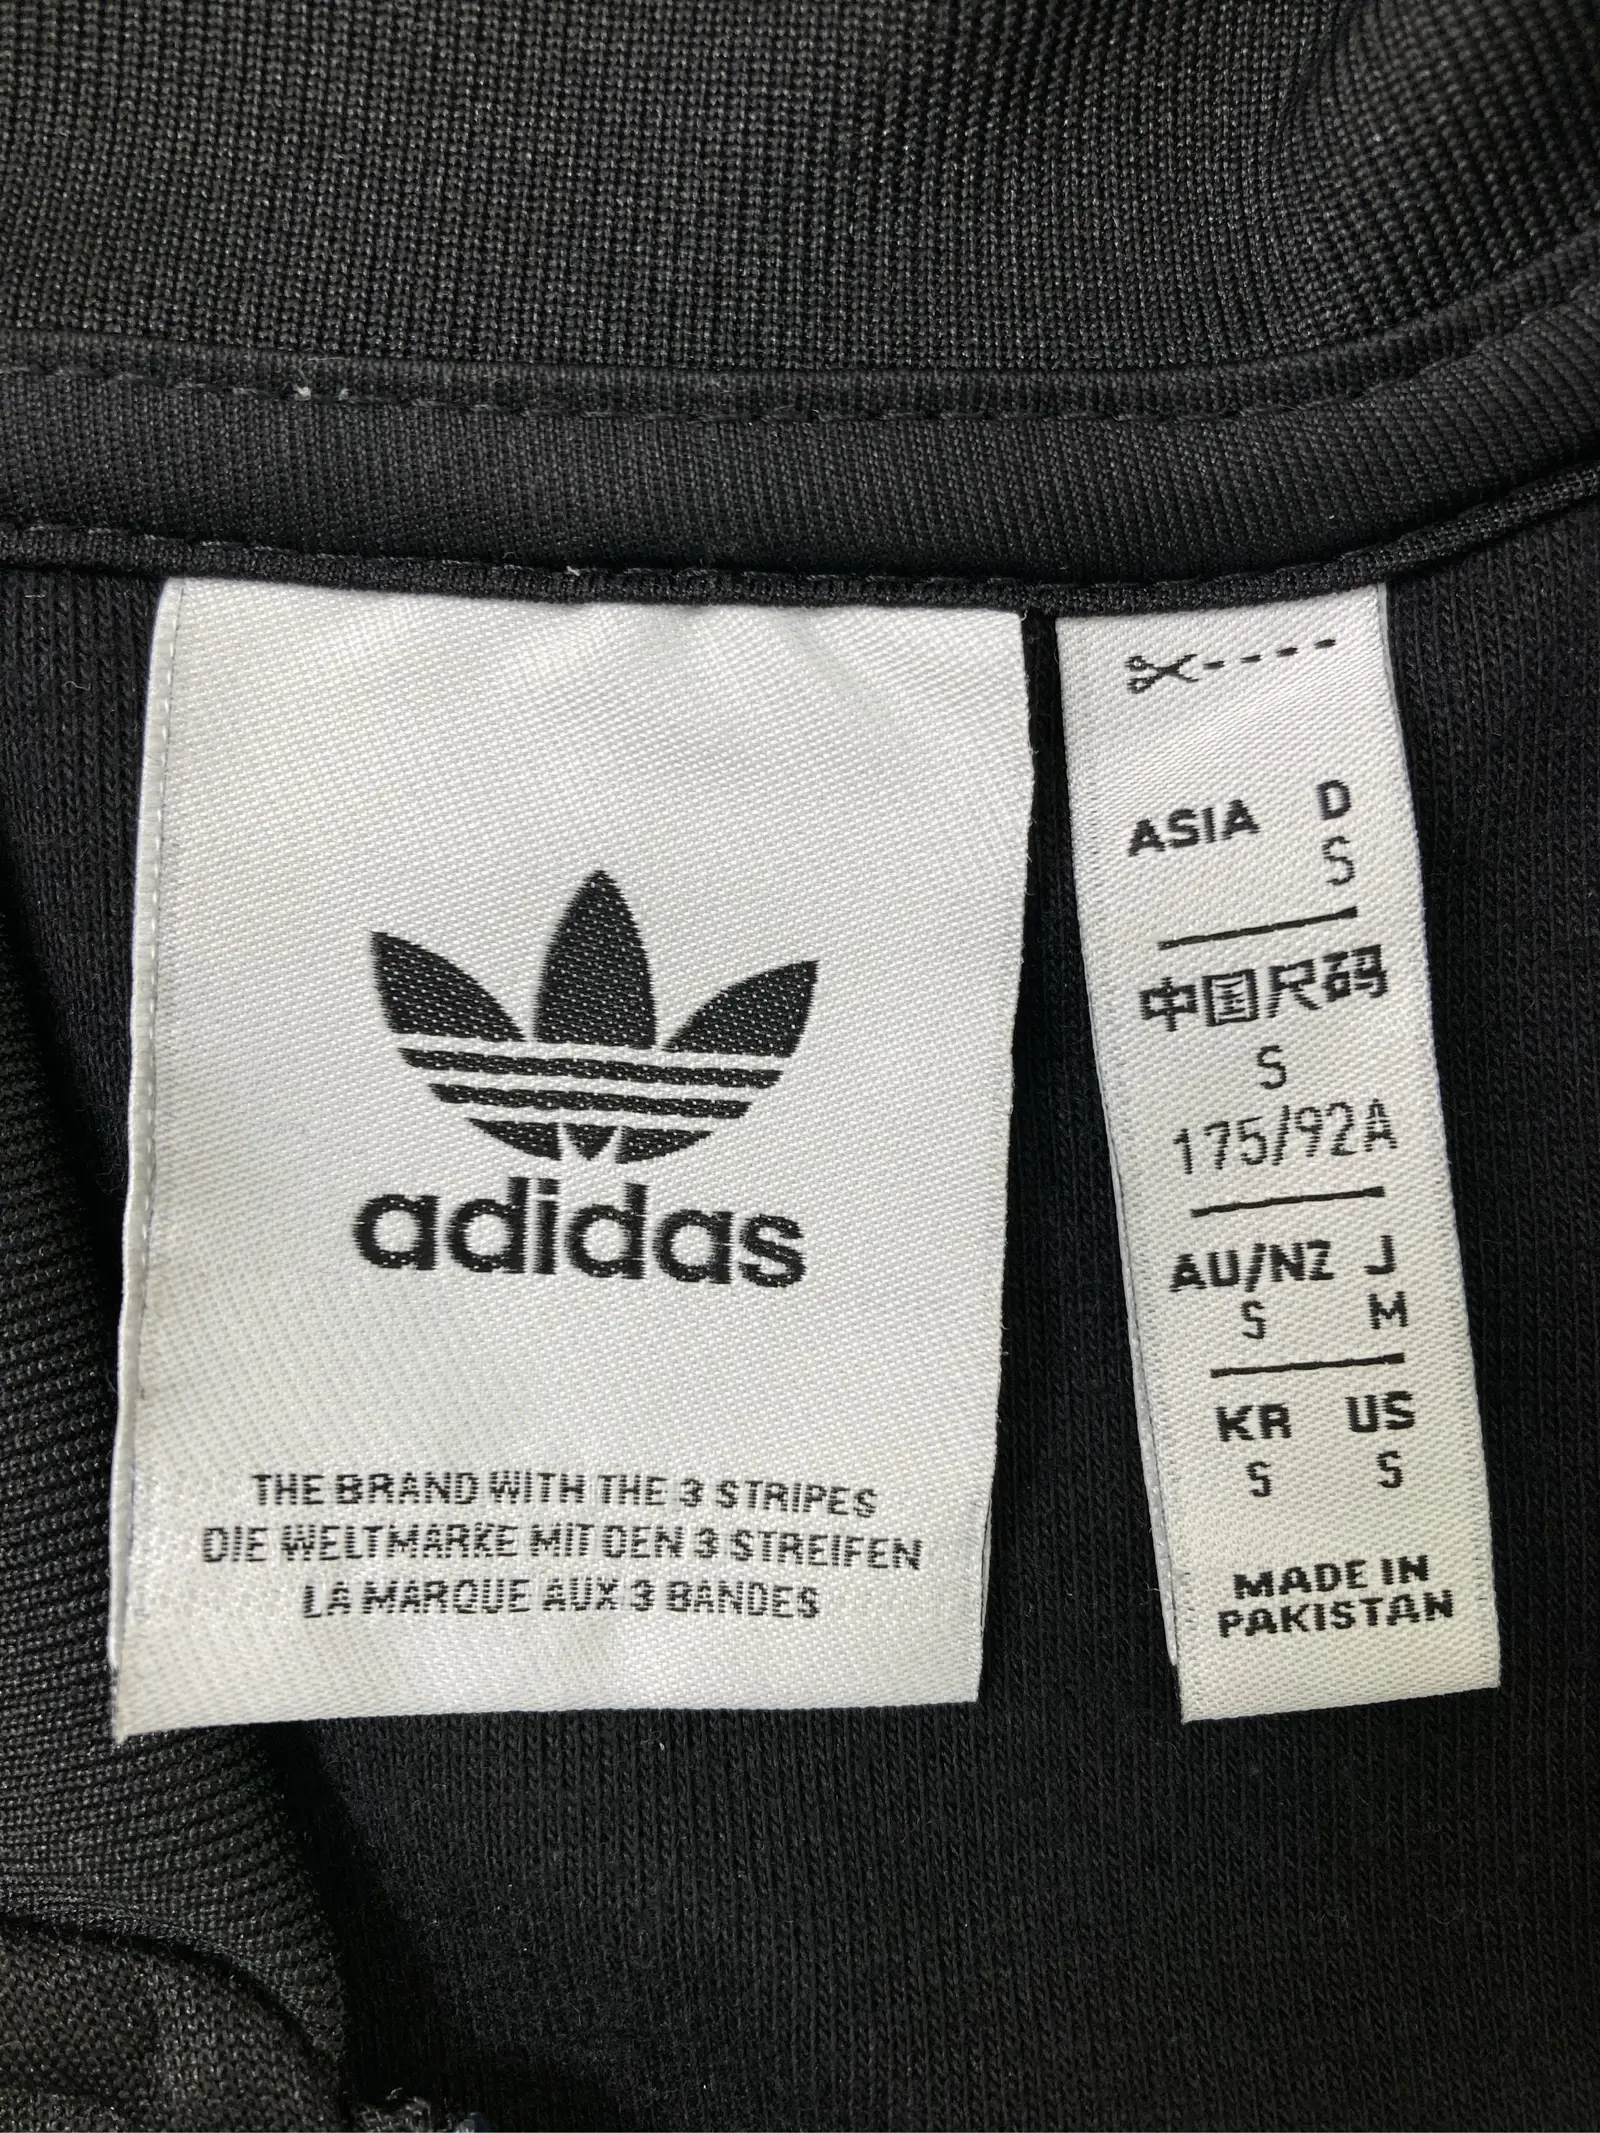 adidas
THE BRAND WITH THE 3 STRIPES
DIE WELTMARKE MIT DEN 3 STREIFEN
LA MARQUE AUX 3 BANDES
ASIA D
S
中国尺码
S
175/92A
AU/NZ J
S M
KR US
S S
MADE IN
PAKISTAN